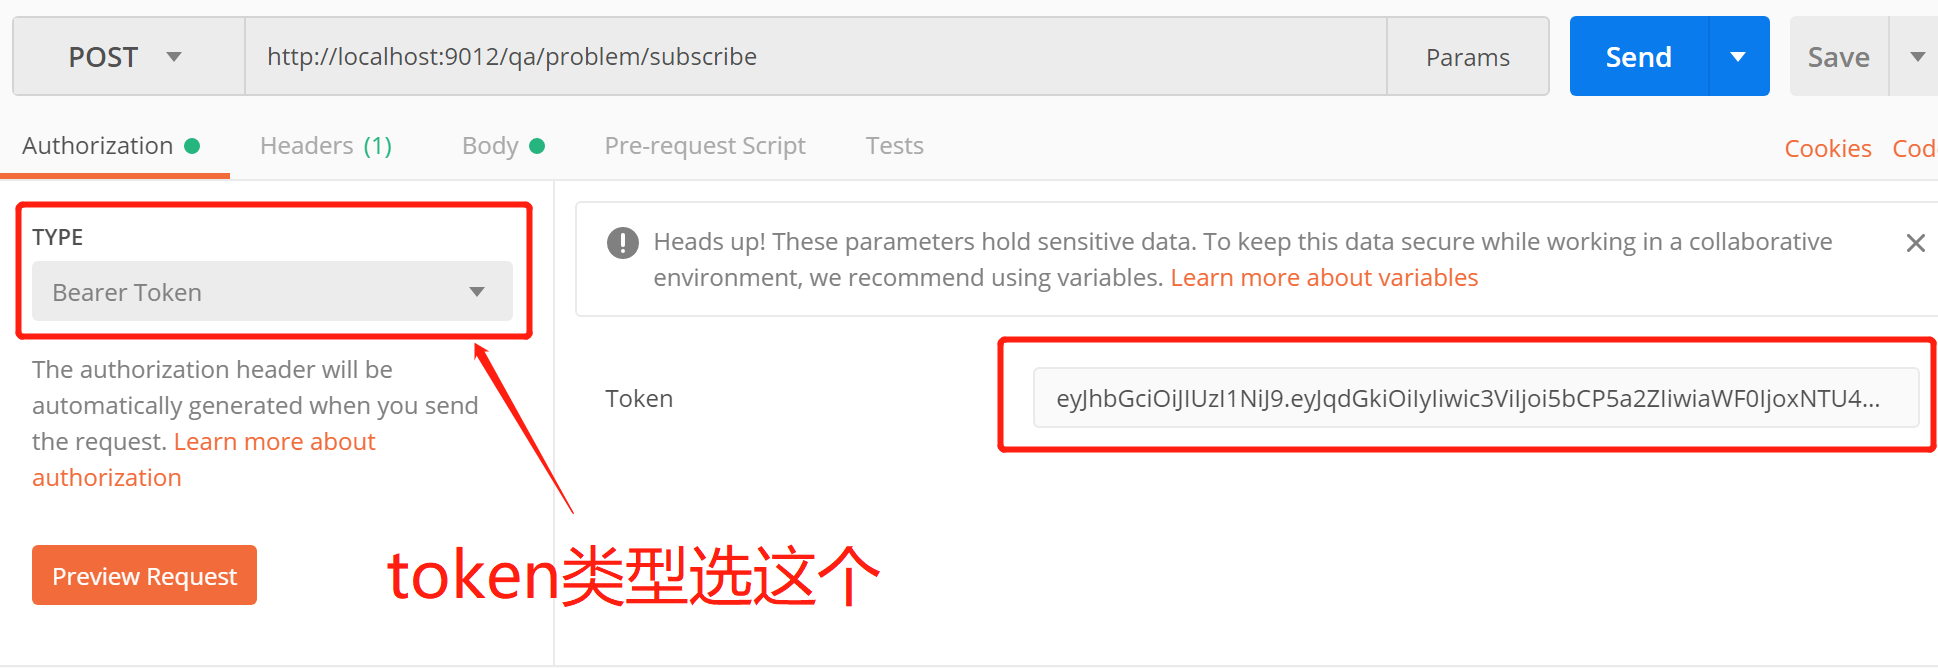 POST
http://localhost:9012/qa/problem/subscribe
Params
Send
Save
Authorization
Headers (1)
Body
Pre-request Script
Tests
Cookies
Cod
TYPE
Bearer Token
The authorization header will be
automatically generated when you send
the request. Learn more about
authorization
Preview Request
Heads up! These parameters hold sensitive data. To keep this data secure while working in a collaborative
environment, we recommend using variables. Learn more about variables
Token
eyJhbGciOiJIUzI1NiJ9.eyJqdGkiOiIyIiwic3ViIjoi5bCP5a2ZIiwiaWF0IjoxNTU4...
token类型选这个